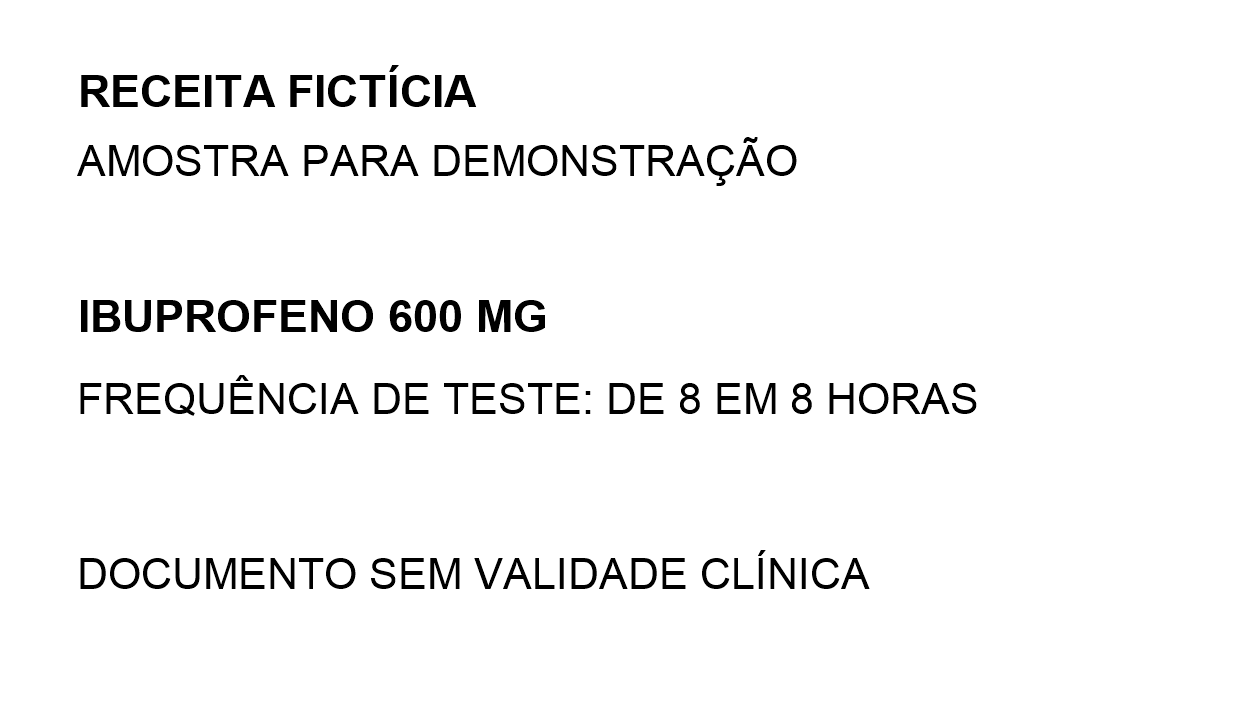 RECEITA FICTÍCIA
AMOSTRA PARA DEMONSTRAÇÃO
IBUPROFENO 600 MG
FREQUÊNCIA DE TESTE: DE 8 EM 8 HORAS
DOCUMENTO SEM VALIDADE CLÍNICA